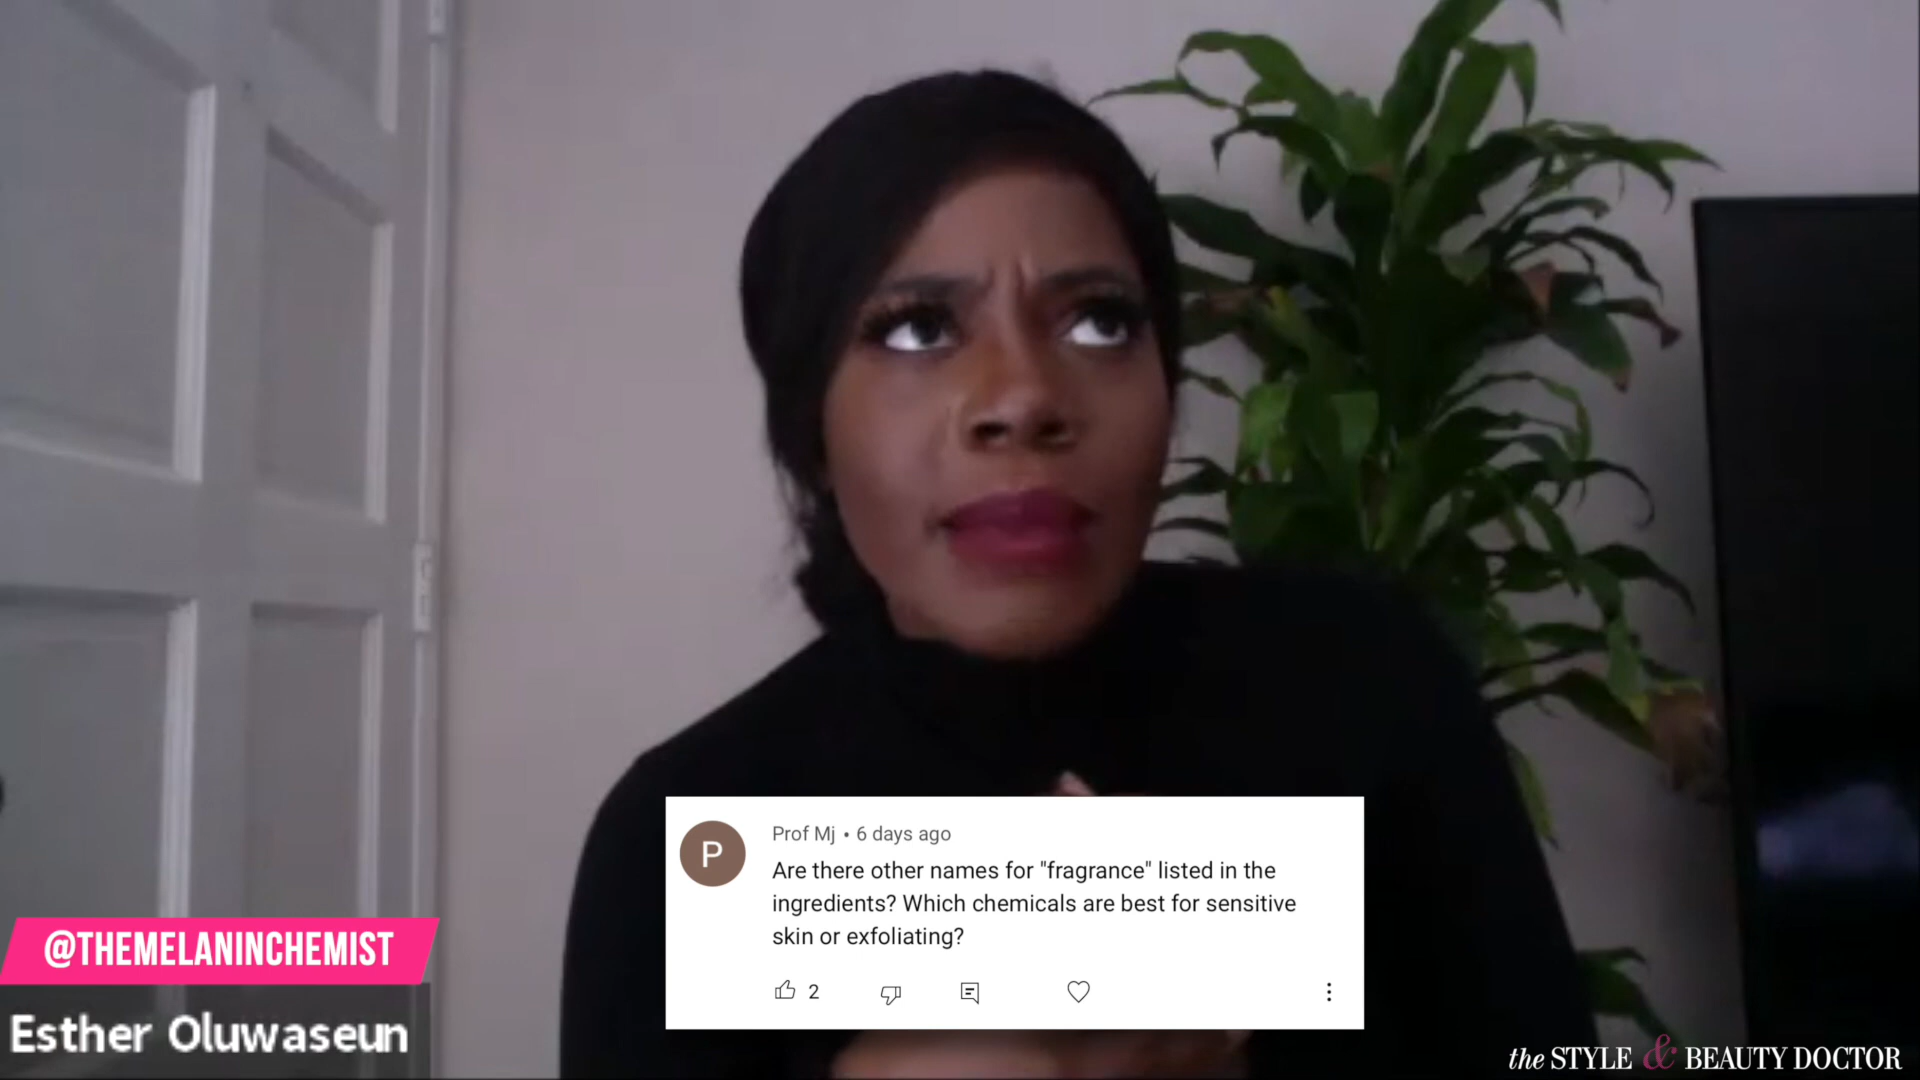 P
Prof Mj • 6 days ago
Are there other names for "fragrance" listed in the
ingredients? Which chemicals are best for sensitive
skin or exfoliating?
2
@THEMELANINCHEMIST
Esther Oluwaseun
the STYLE & BEAUTY DOCTOR